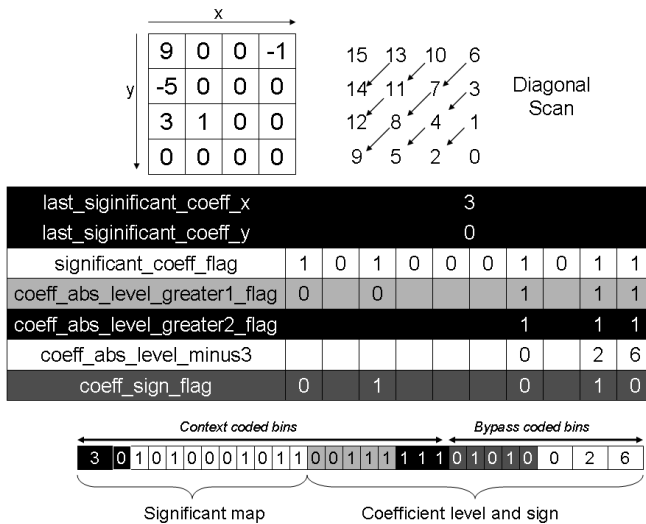 x
9 0 0 -1
-5 0 0 0
3 1 0 0
0 0 0 0
y
15 13 10 6
14 11 7 3
12 8 4 1
9 5 2 0
Diagonal
Scan
last_siginificant_coeff_x 3
last_siginificant_coeff_y 0
significant_coeff_flag 1 0 1 0 0 0 1 0 1 1
coeff_abs_level_greater1_flag 0 0 1 1 1
coeff_abs_level_greater2_flag 1 1 1
coeff_abs_level_minus3 0 2 6
coeff_sign_flag 0 1 0 1 0
Context coded bins Bypass coded bins
3 0 1 0 1 0 0 0 1 0 1 1 0 0 1 1 1 1 1 1 0 1 0 1 0 0 2 6
Significant map Coefficient level and sign